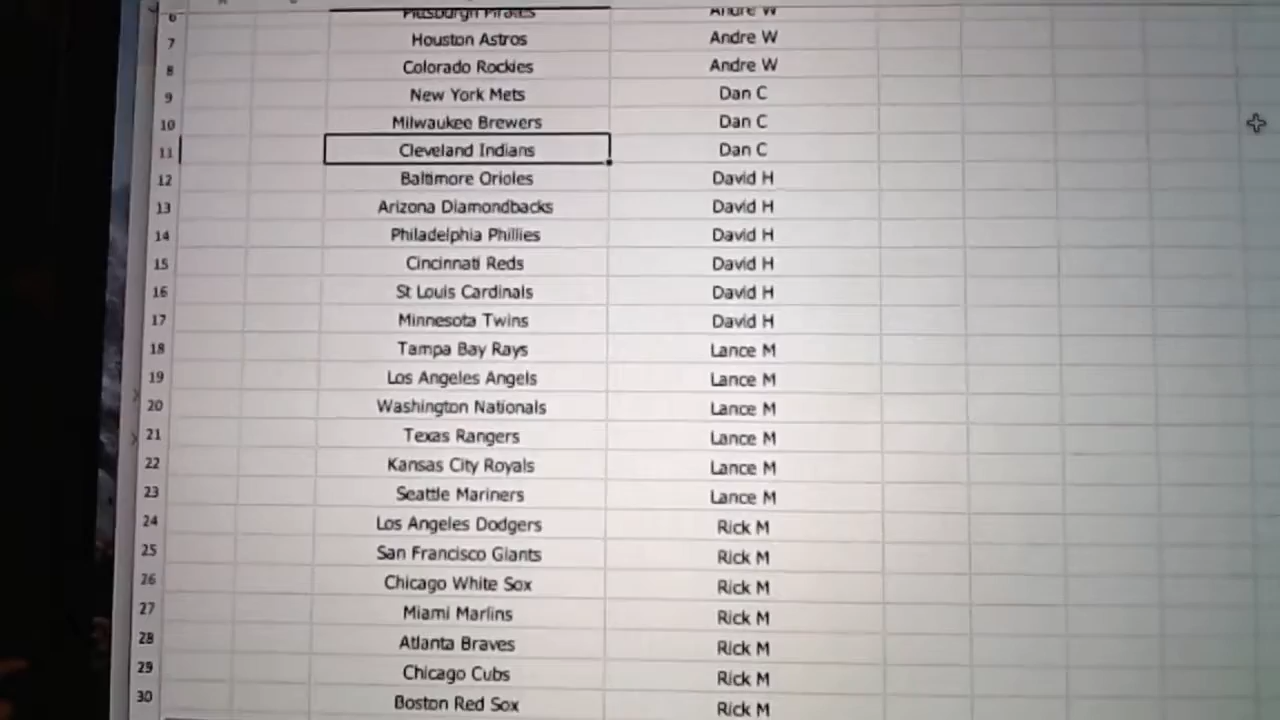 6 Pittsburgh Pirates Andre W
7 Houston Astros Andre W
8 Colorado Rockies Andre W
9 New York Mets Dan C
10 Milwaukee Brewers Dan C
11 Cleveland Indians Dan C
12 Baltimore Orioles David H
13 Arizona Diamondbacks David H
14 Philadelphia Phillies David H
15 Cincinnati Reds David H
16 St Louis Cardinals David H
17 Minnesota Twins David H
18 Tampa Bay Rays Lance M
19 Los Angeles Angels Lance M
20 Washington Nationals Lance M
21 Texas Rangers Lance M
22 Kansas City Royals Lance M
23 Seattle Mariners Lance M
24 Los Angeles Dodgers Rick M
25 San Francisco Giants Rick M
26 Chicago White Sox Rick M
27 Miami Marlins Rick M
28 Atlanta Braves Rick M
29 Chicago Cubs Rick M
30 Boston Red Sox Rick M